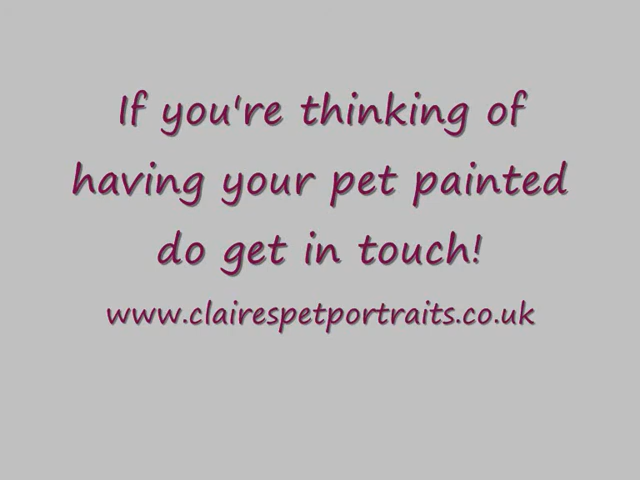 If you're thinking of
having your pet painted
do get in touch!
www.clairespetportraits.co.uk